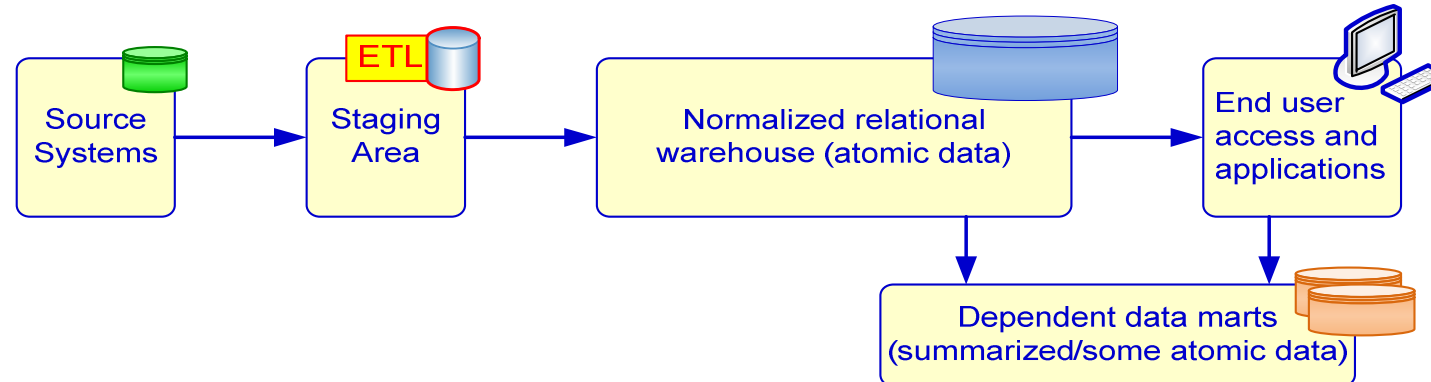 Source
Systems
ETL
Staging
Area
Normalized relational
warehouse (atomic data)
End user
access and
applications
Dependent data marts
(summarized/some atomic data)